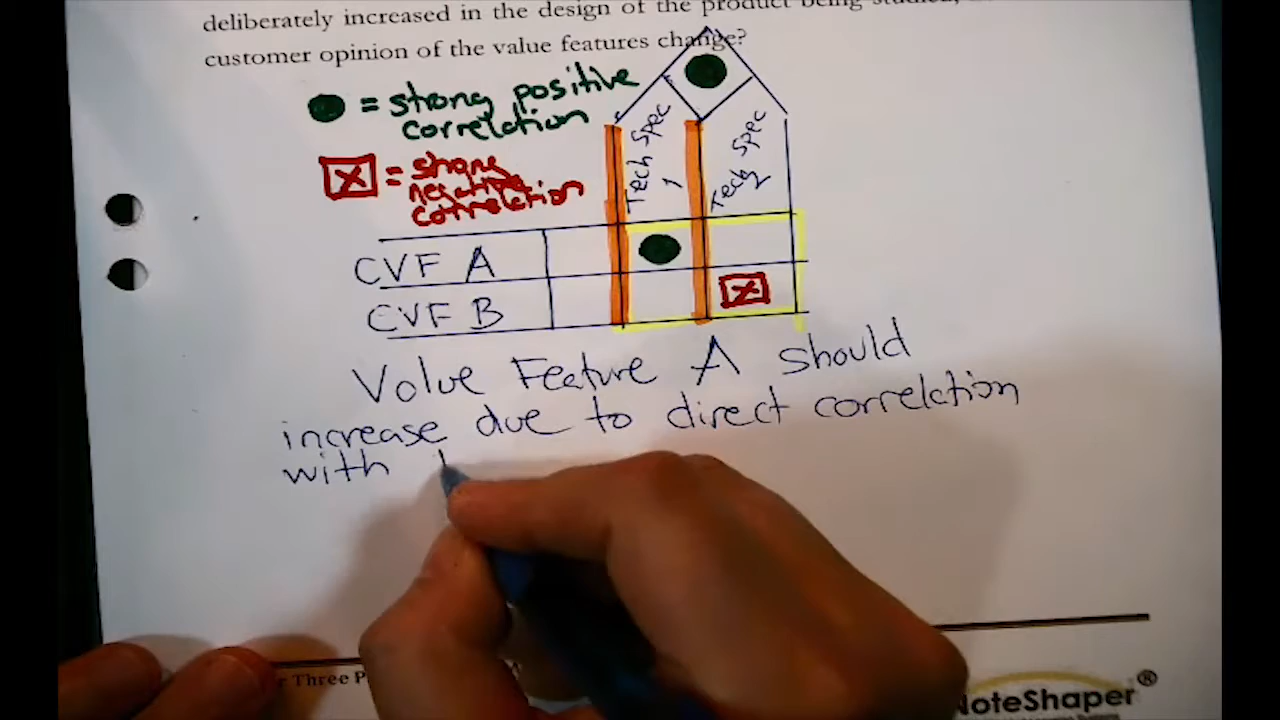 deliberately increased in the design of the product being studied,
customer opinion of the value features change?
= strong positive
correlation
X = strong
negative
correlation
Tech Spec
1
Tech Spec
2
CVF A
CVF B
X
Value Feature A should
increase due to direct correlation
with
r Three P
NoteShaper®